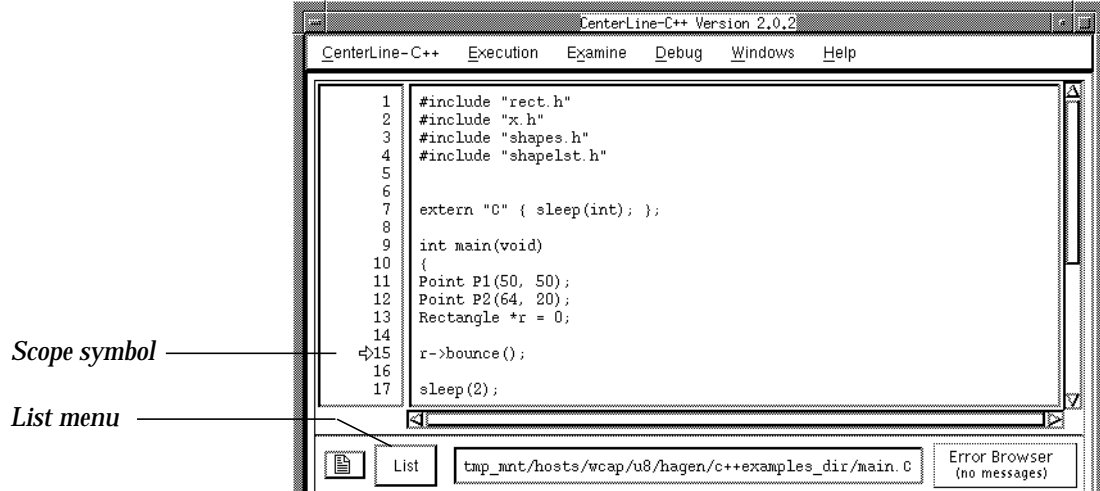 CenterLine-C++ Version 2.0.2
CenterLine-C++ Execution Examine Debug Windows Help
1 #include "rect.h"
2 #include "x.h"
3 #include "shapes.h"
4 #include "shapelst.h"
5
6
7 extern "C" { sleep(int); };
8
9 int main(void)
10 {
11 Point P1(50, 50);
12 Point P2(64, 20);
13 Rectangle *r = 0;
14
Scope symbol 15 r->bounce();
16
17 sleep(2);
List menu
List tmp_mnt/hosts/wcap/u8/hagen/c++examples_dir/main.C Error Browser
(no messages)